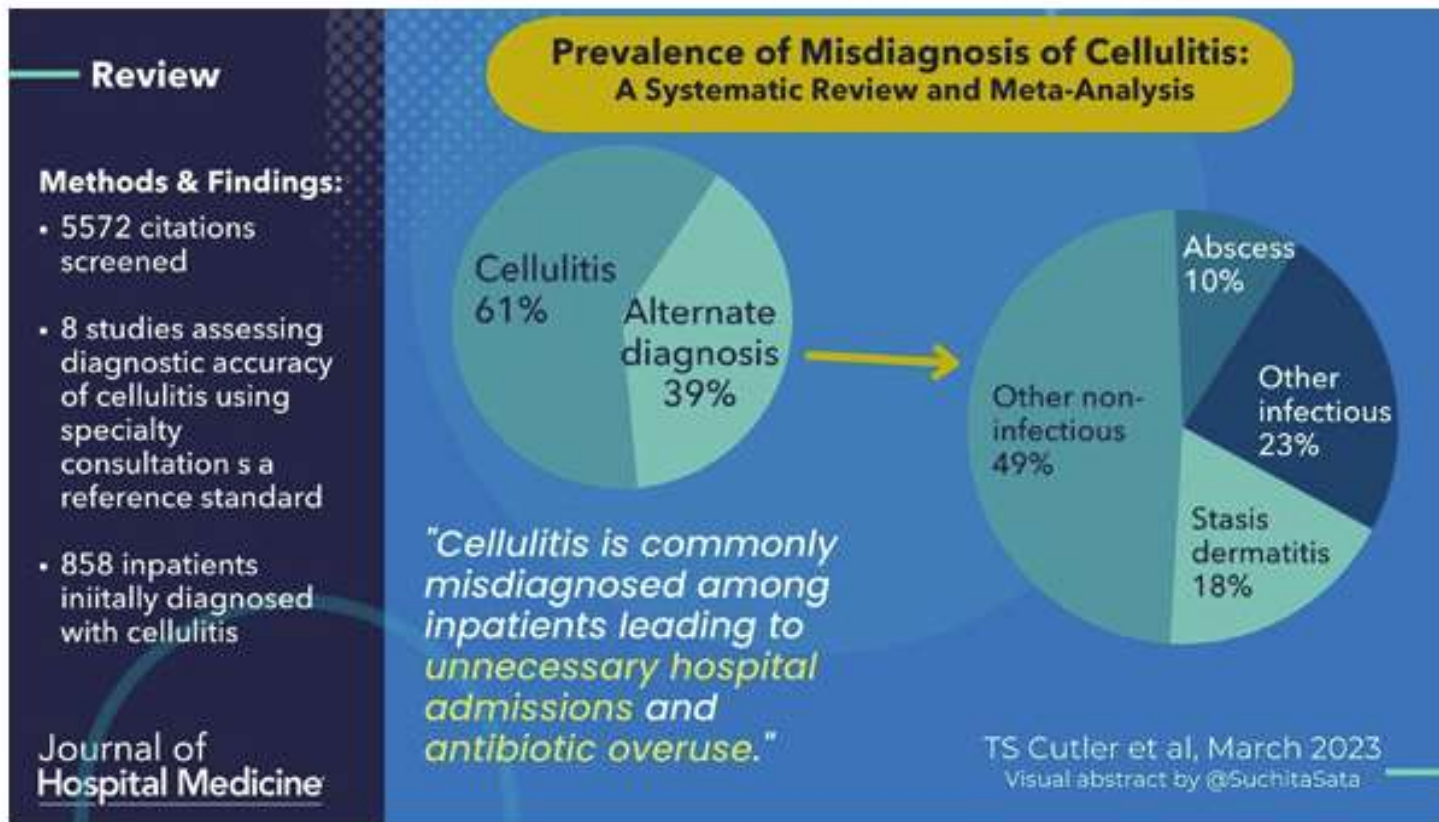 Review
Methods & Findings:
• 5572 citations
screened
• 8 studies assessing
diagnostic accuracy
of cellulitis using
specialty
consultation s a
reference standard
• 858 inpatients
iniitally diagnosed
with cellulitis
Journal of
Hospital Medicine
Prevalence of Misdiagnosis of Cellulitis:
A Systematic Review and Meta-Analysis
Cellulitis
61%
Alternate
diagnosis
39%
Abscess
10%
Other
infectious
23%
Other non-
infectious
49%
Stasis
dermatitis
18%
"Cellulitis is commonly
misdiagnosed among
inpatients leading to
unnecessary hospital
admissions and
antibiotic overuse."
TS Cutler et al, March 2023
Visual abstract by @SuchitaSata